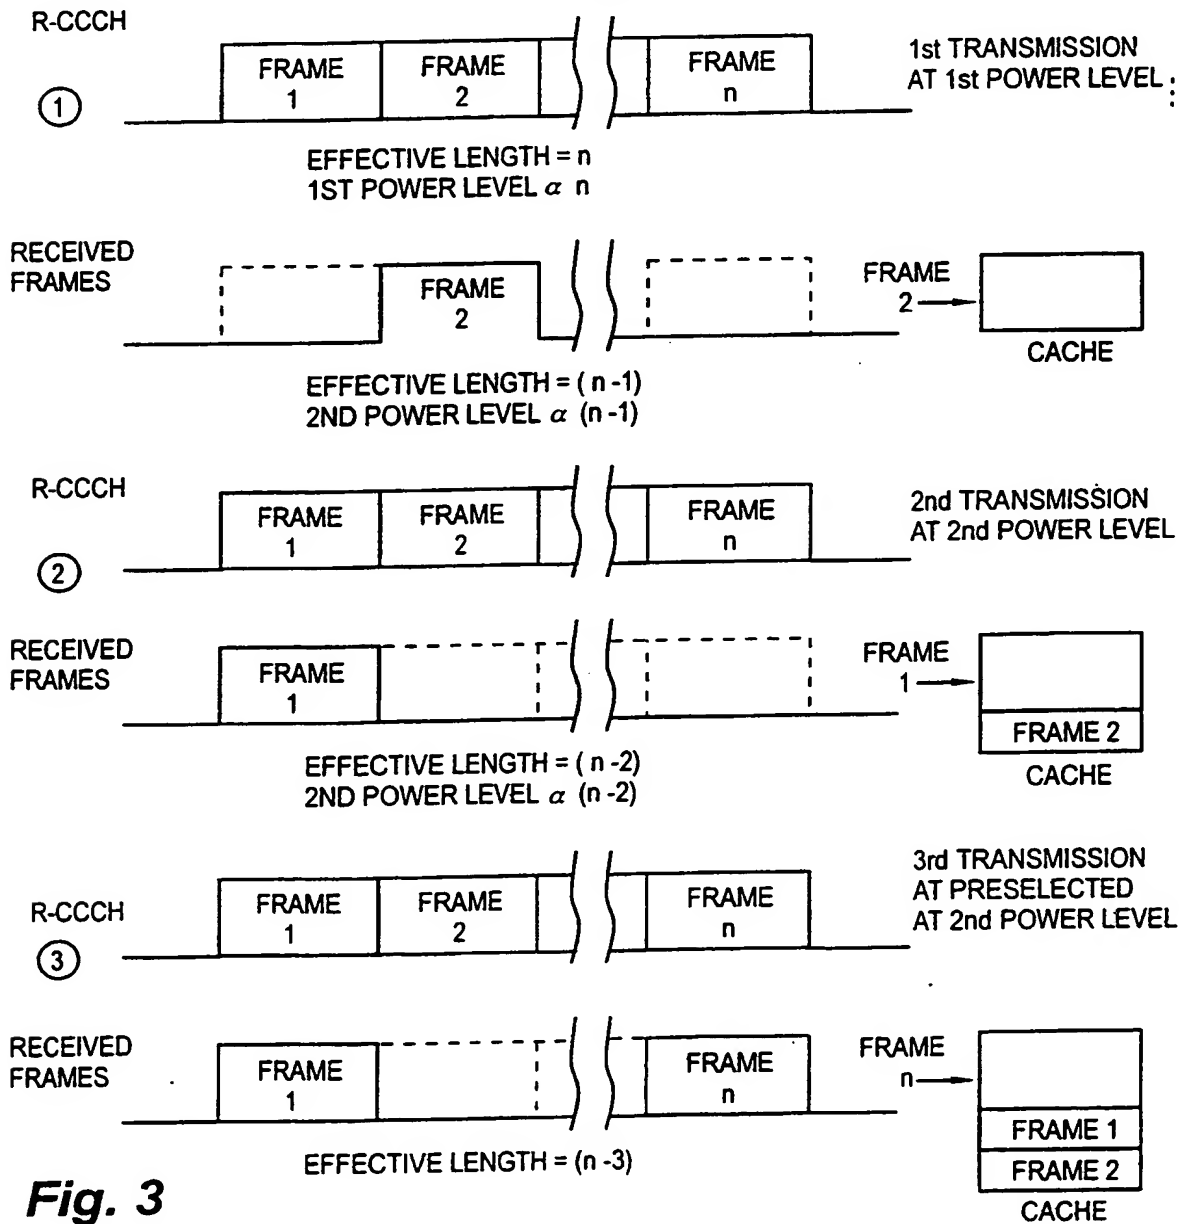 R-CCCH
1
FRAME
1
FRAME
2
FRAME
n
1st TRANSMISSION
AT 1st POWER LEVEL
EFFECTIVE LENGTH = n
1ST POWER LEVEL α n
RECEIVED
FRAMES
FRAME
2
FRAME
2
CACHE
EFFECTIVE LENGTH = ( n -1)
2ND POWER LEVEL α (n -1)
R-CCCH
2
FRAME
1
FRAME
2
FRAME
n
2nd TRANSMISSION
AT 2nd POWER LEVEL
RECEIVED
FRAMES
FRAME
1
FRAME
1
FRAME 2
CACHE
EFFECTIVE LENGTH = ( n -2)
2ND POWER LEVEL α (n -2)
R-CCCH
3
FRAME
1
FRAME
2
FRAME
n
3rd TRANSMISSION
AT PRESELECTED
AT 2nd POWER LEVEL
RECEIVED
FRAMES
FRAME
1
FRAME
n
FRAME
n
FRAME 1
FRAME 2
CACHE
EFFECTIVE LENGTH = (n -3)
Fig. 3